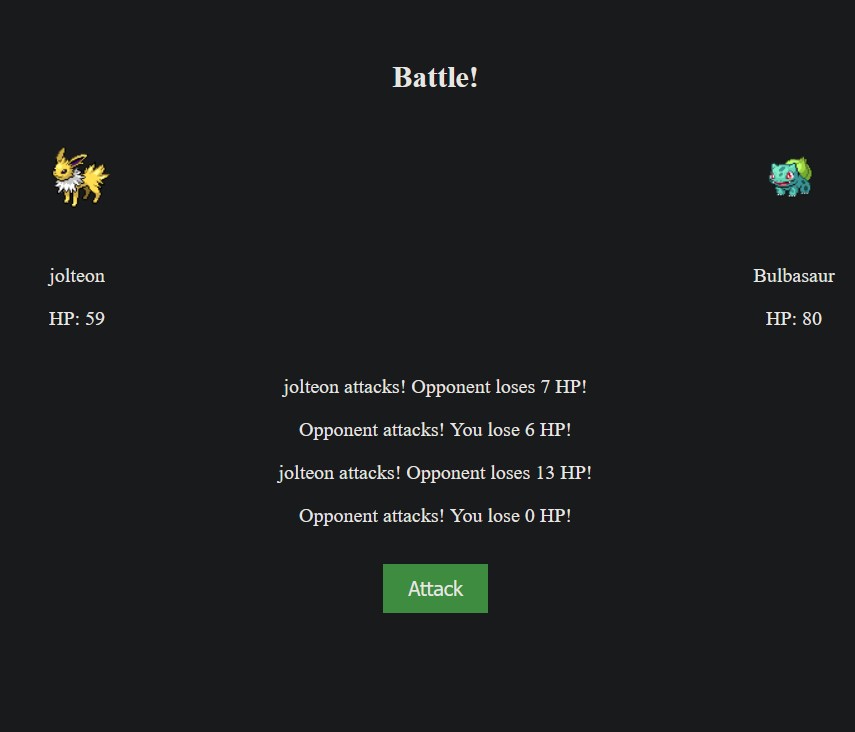 Battle!
jolteon
Bulbasaur
HP: 59
HP: 80
jolteon attacks! Opponent loses 7 HP!
Opponent attacks! You lose 6 HP!
jolteon attacks! Opponent loses 13 HP!
Opponent attacks! You lose 0 HP!
Attack